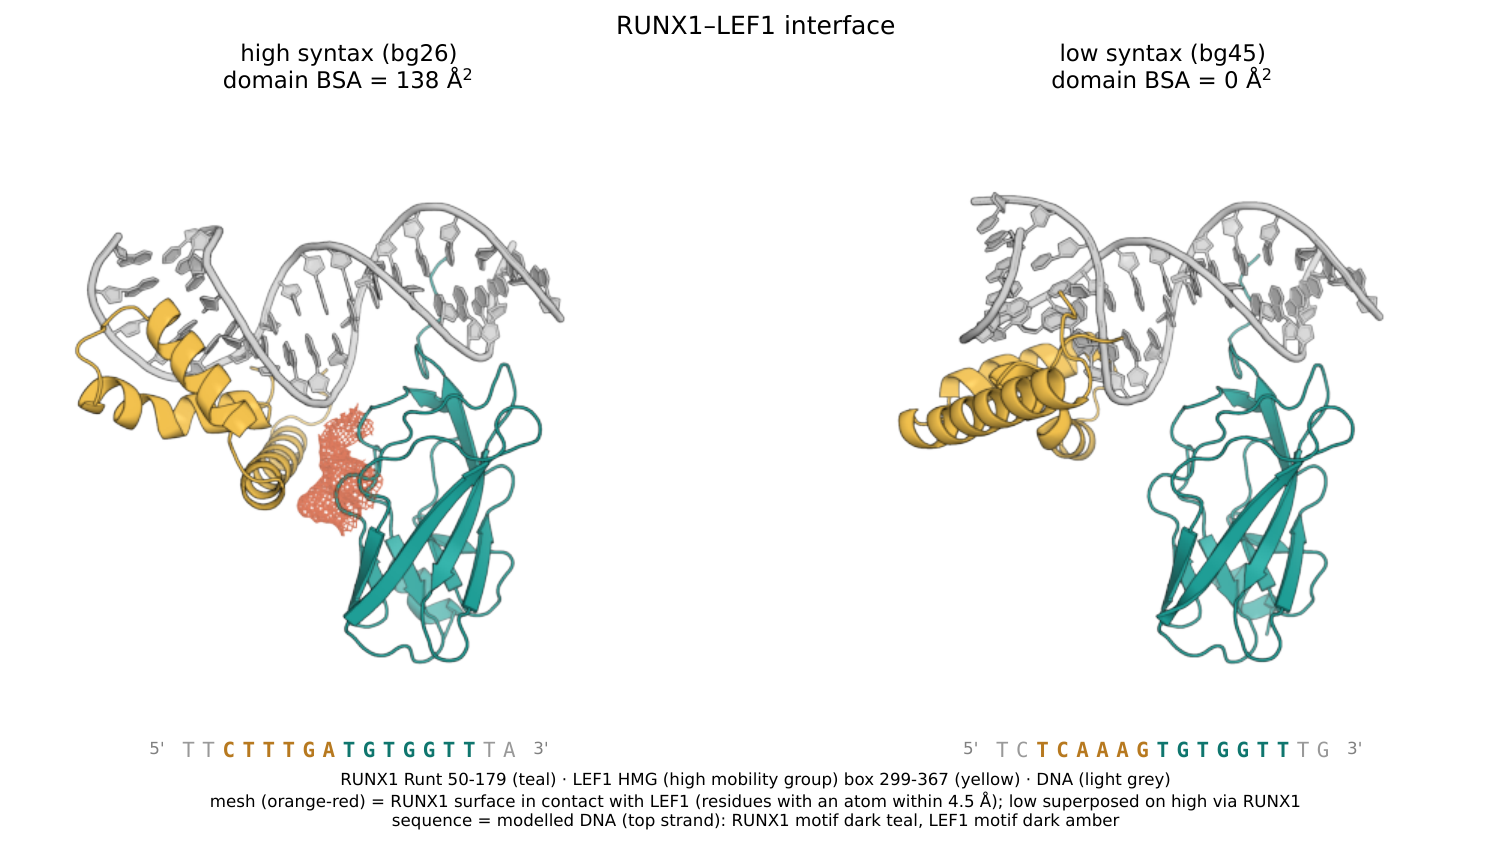 RUNX1–LEF1 interface
high syntax (bg26)
domain BSA = 138 Å²
low syntax (bg45)
domain BSA = 0 Å²
5' TTCTTTGATGTGGTTTA 3'
5' TCTCAAAGTGTGGTTTG 3'
RUNX1 Runt 50-179 (teal) · LEF1 HMG (high mobility group) box 299-367 (yellow) · DNA (light grey)
mesh (orange-red) = RUNX1 surface in contact with LEF1 (residues with an atom within 4.5 Å); low superposed on high via RUNX1
sequence = modelled DNA (top strand): RUNX1 motif dark teal, LEF1 motif dark amber